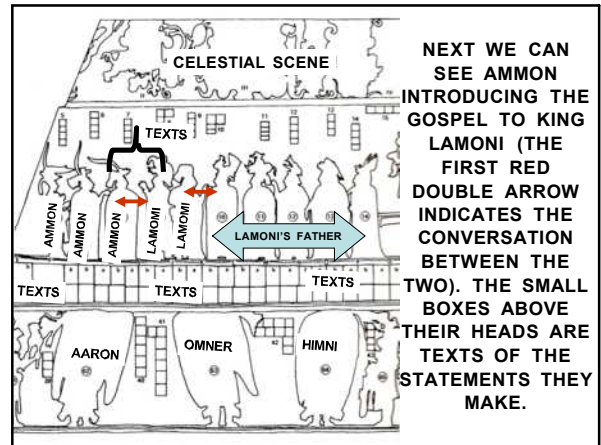 CELESTIAL SCENE
TEXTS
AMMON
AMMON
AMMON
LAMOMI
LAMOMI
LAMONI'S FATHER
TEXTS
TEXTS
TEXTS
AARON
OMNER
HIMNI
NEXT WE CAN
SEE AMMON
INTRODUCING THE
GOSPEL TO KING
LAMONI (THE
FIRST RED
DOUBLE ARROW
INDICATES THE
CONVERSATION
BETWEEN THE
TWO). THE SMALL
BOXES ABOVE
THEIR HEADS ARE
TEXTS OF THE
STATEMENTS THEY
MAKE.